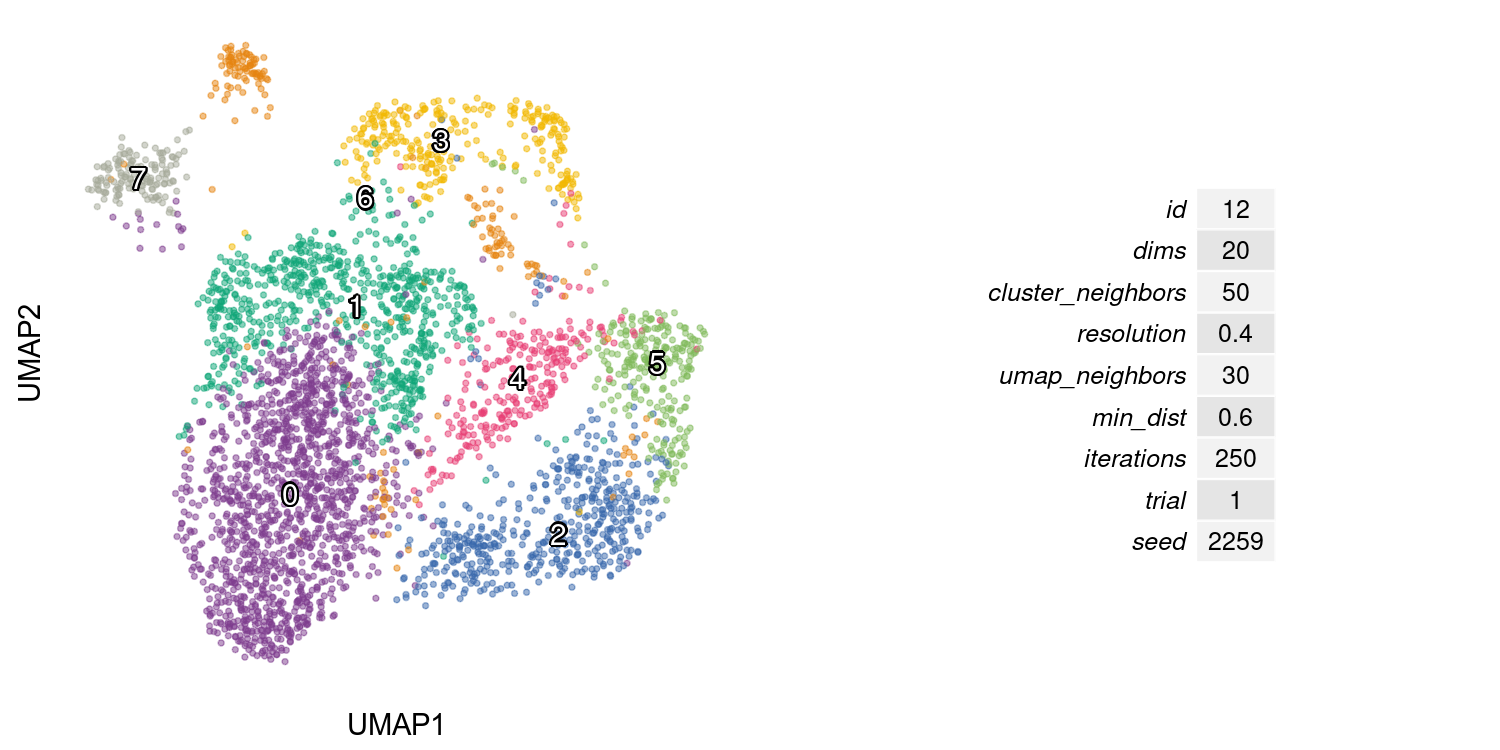 3
7
6
1
5
4
0
2
UMAP2
UMAP1
id 12
dims 20
cluster_neighbors 50
resolution 0.4
umap_neighbors 30
min_dist 0.6
iterations 250
trial 1
seed 2259